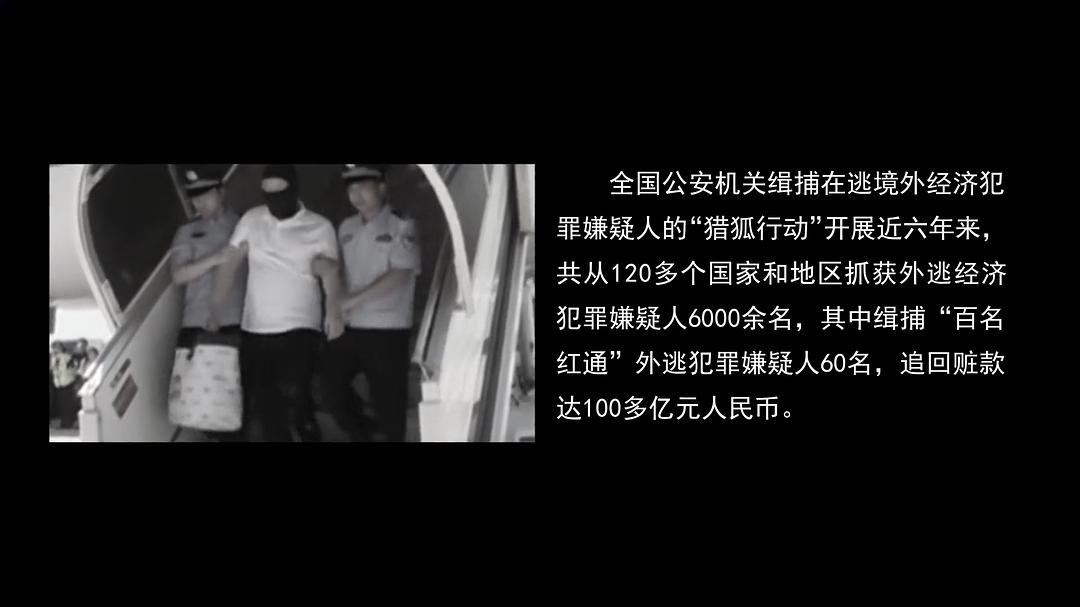 全国公安机关缉捕在逃境外经济犯
罪嫌疑人的“猎狐行动”开展近六年来，
共从120多个国家和地区抓获外逃经济
犯罪嫌疑人6000余名，其中缉捕“百名
红通”外逃犯罪嫌疑人60名，追回赃款
达100多亿元人民币。